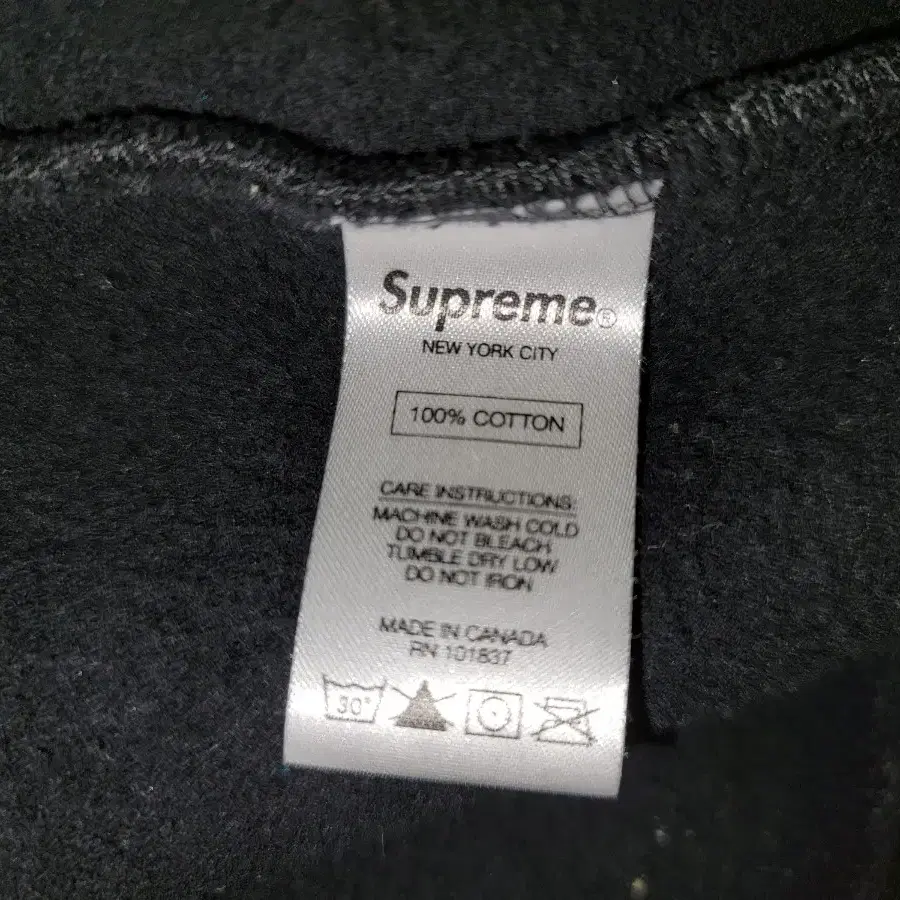 Supreme®
NEW YORK CITY
100% COTTON
CARE INSTRUCTIONS:
MACHINE WASH COLD
DO NOT BLEACH
TUMBLE DRY LOW
DO NOT IRON
MADE IN CANADA
RN 101837
30°